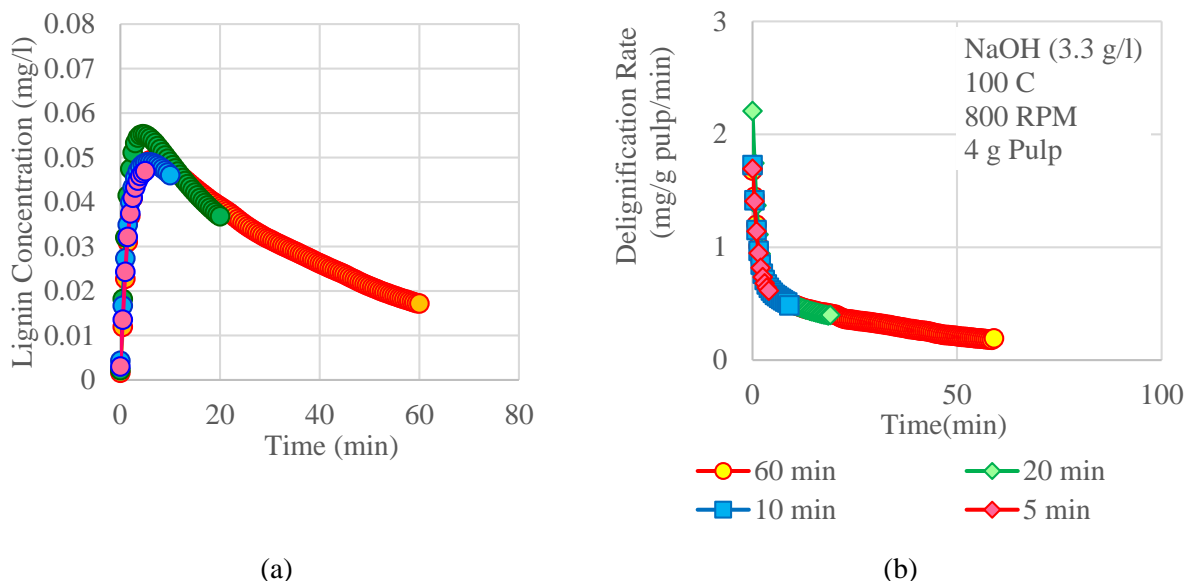 0.08
0.07
0.06
0.05
0.04
0.03
0.02
0.01
0
Lignin Concentration (mg/l)
0 20 40 60 80
Time (min)
(a)
3
2
1
0
Delignification Rate
(mg/g pulp/min)
NaOH (3.3 g/l)
100 C
800 RPM
4 g Pulp
0 50 100
Time(min)
60 min 20 min
10 min 5 min
(b)